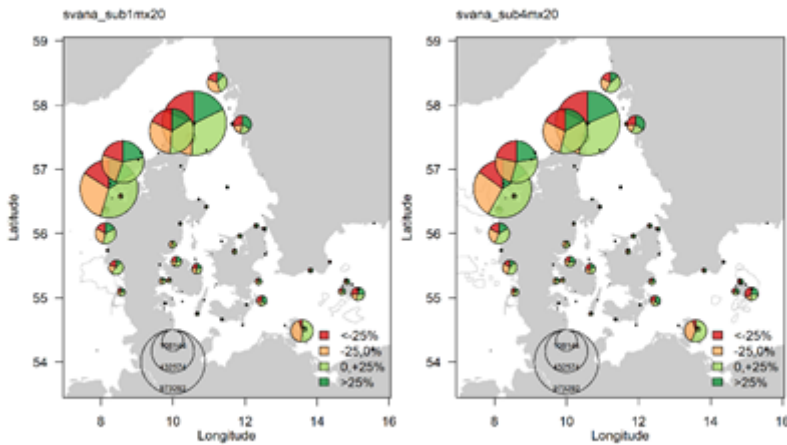 svana_sub1mx20
59
58
57
56
55
54
Latitude
<-25%
-25,0%
0,+25%
>25%
8 10 12 14 16
Longitude
svana_sub4mx20
59
58
57
56
55
54
Latitude
<-25%
-25,0%
0,+25%
>25%
8 10 12 14 16
Longitude